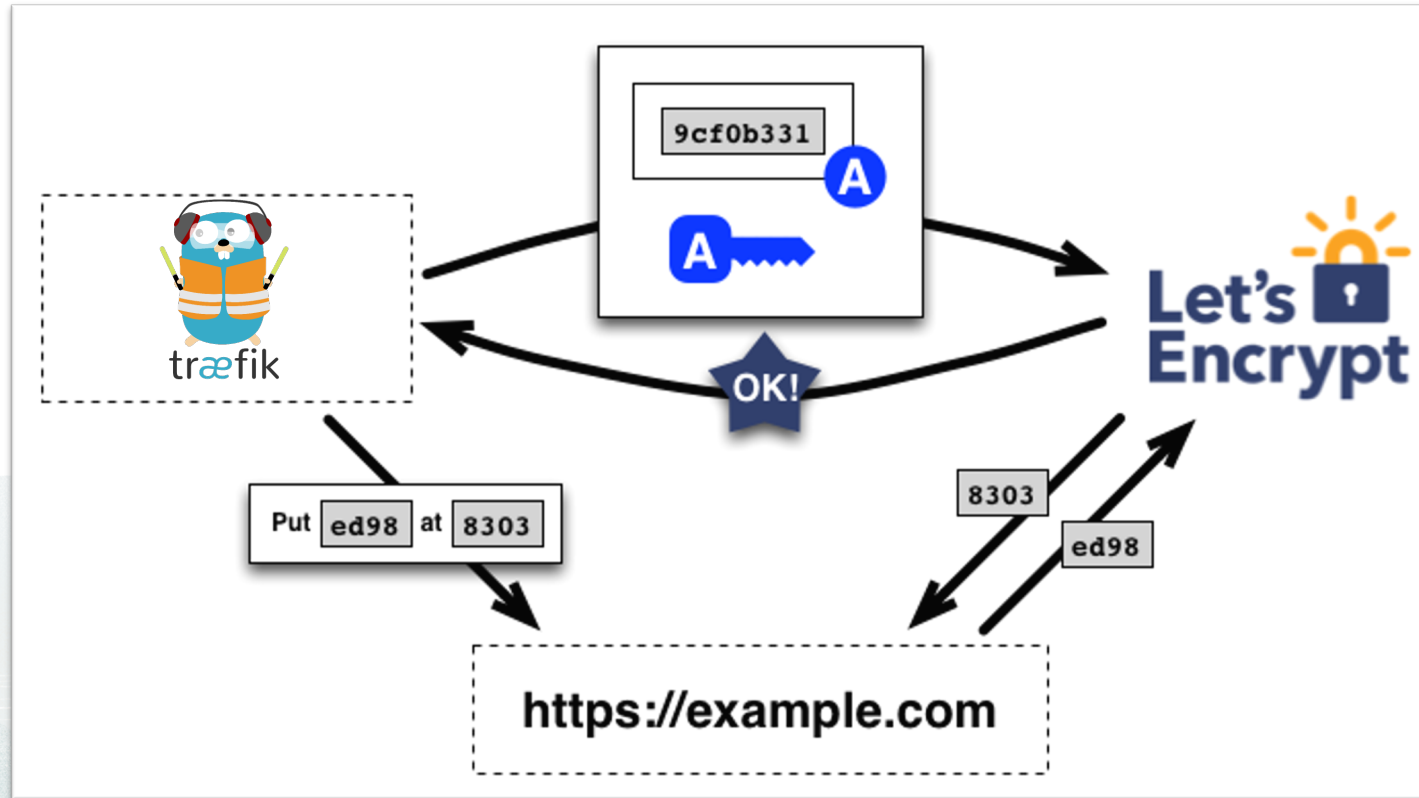 9cf0b331
A
A
træfik
Let's
Encrypt
OK!
Put ed98 at 8303
8303
ed98
https://example.com